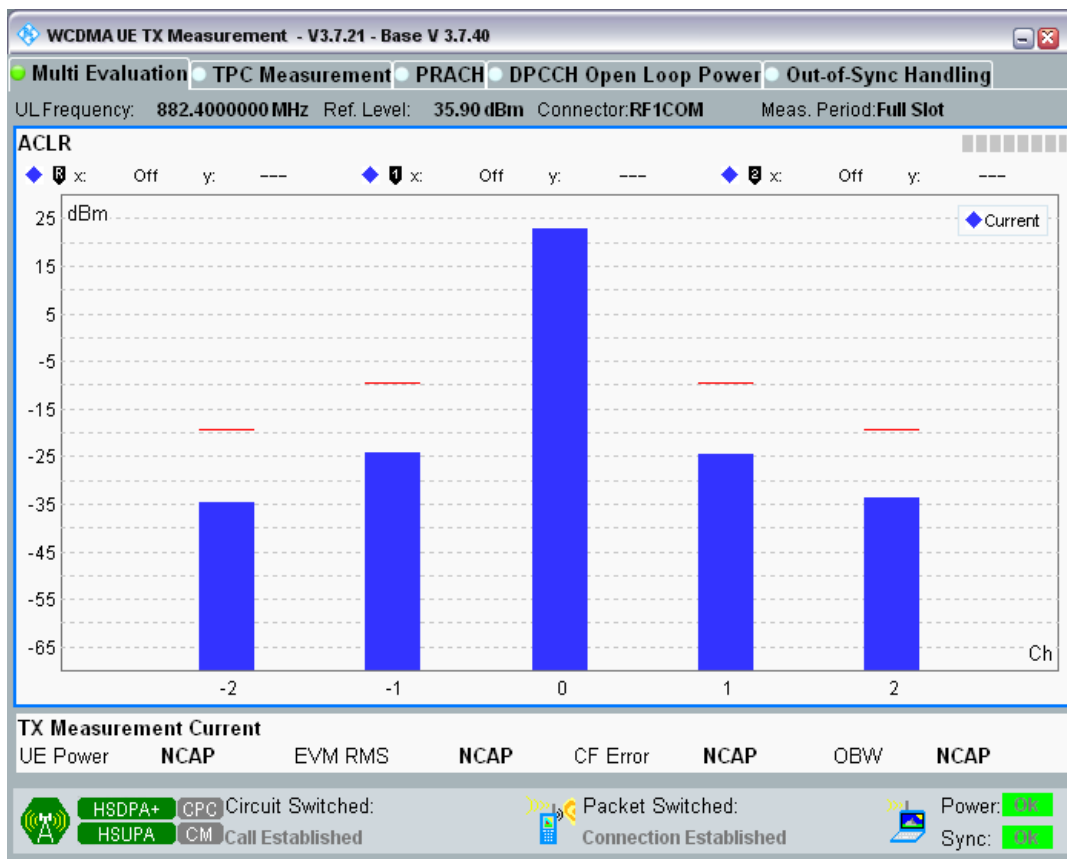 WCDMA UE TX Measurement - V3.7.21 - Base V 3.7.40
Multi Evaluation TPC Measurement PRACH DPCCH Open Loop Power Out-of-Sync Handling
UL Frequency: 882.4000000 MHz Ref. Level: 35.90 dBm Connector:RF1COM Meas. Period:Full Slot
ACLR
R x: Off y: --- 1 x: Off y: --- 2 x: Off y: ---
dBm
Current
25
15
5
-5
-15
-25
-35
-45
-55
-65
Ch
-2 -1 0 1 2
TX Measurement Current
UE Power NCAP EVM RMS NCAP CF Error NCAP OBW NCAP
HSDPA+ CPC Circuit Switched: Packet Switched: Power: OK
HSUPA CM Call Established Connection Established Sync: OK